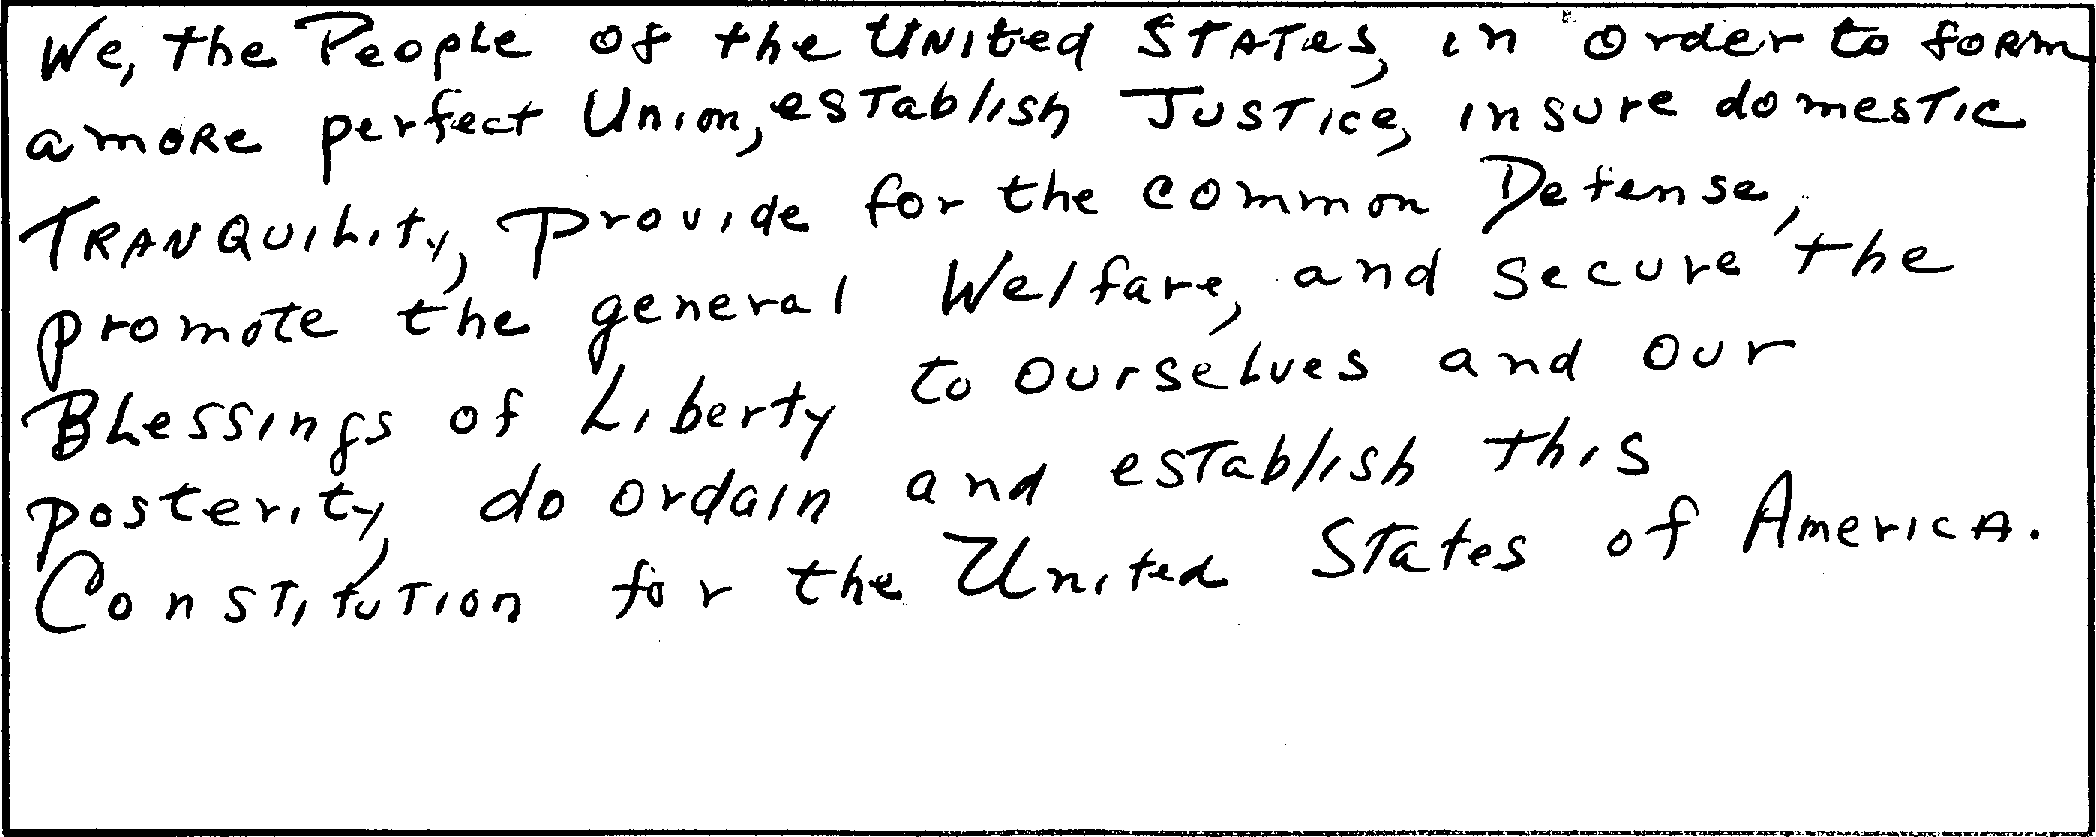 We, the People of the United States, in order to form
a more perfect Union, establish Justice, insure domestic
Tranquility, provide for the common Defense,
promote the general Welfare, and secure the
Blessings of Liberty to ourselves and our
posterity, do ordain and establish this
Constitution for the United States of America.